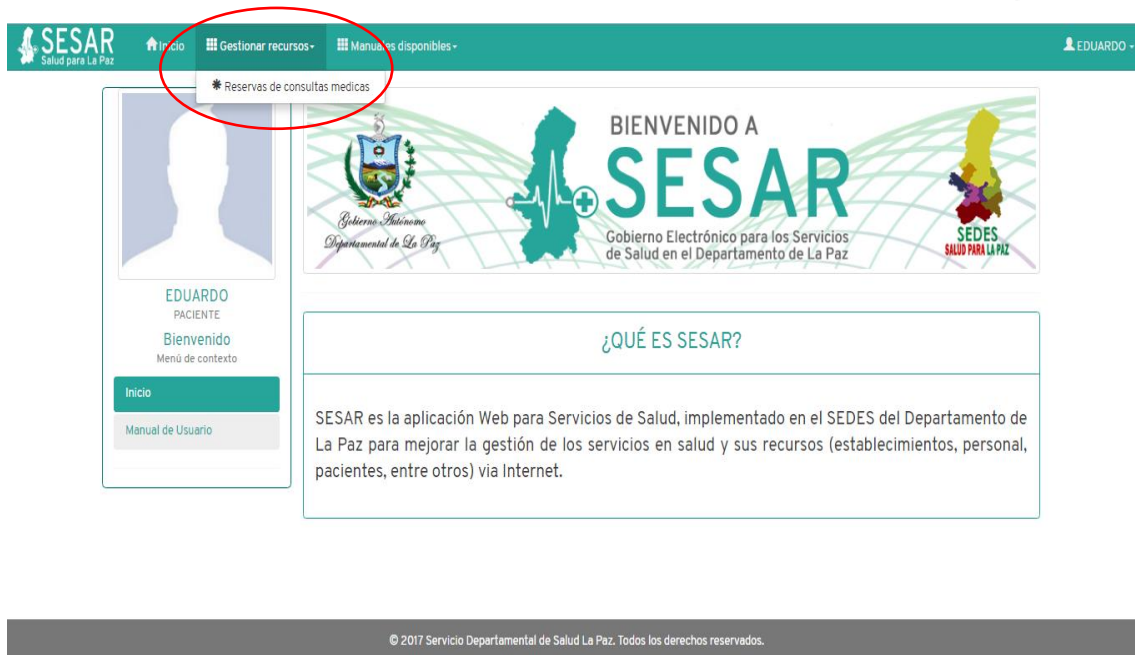 SESAR
Salud para La Paz
Inicio
Gestionar recursos
Manuales disponibles
EDUARDO
Reservas de consultas medicas
Gobierno Autónomo
Departamental de La Paz
BIENVENIDO A
SESAR
Gobierno Electrónico para los Servicios
de Salud en el Departamento de La Paz
SEDES
SALUD PARA LA PAZ
EDUARDO
PACIENTE
Bienvenido
Menú de contexto
Inicio
Manual de Usuario
¿QUÉ ES SESAR?
SESAR es la aplicación Web para Servicios de Salud, implementado en el SEDES del Departamento de
La Paz para mejorar la gestión de los servicios en salud y sus recursos (establecimientos, personal,
pacientes, entre otros) via Internet.
© 2017 Servicio Departamental de Salud La Paz. Todos los derechos reservados.